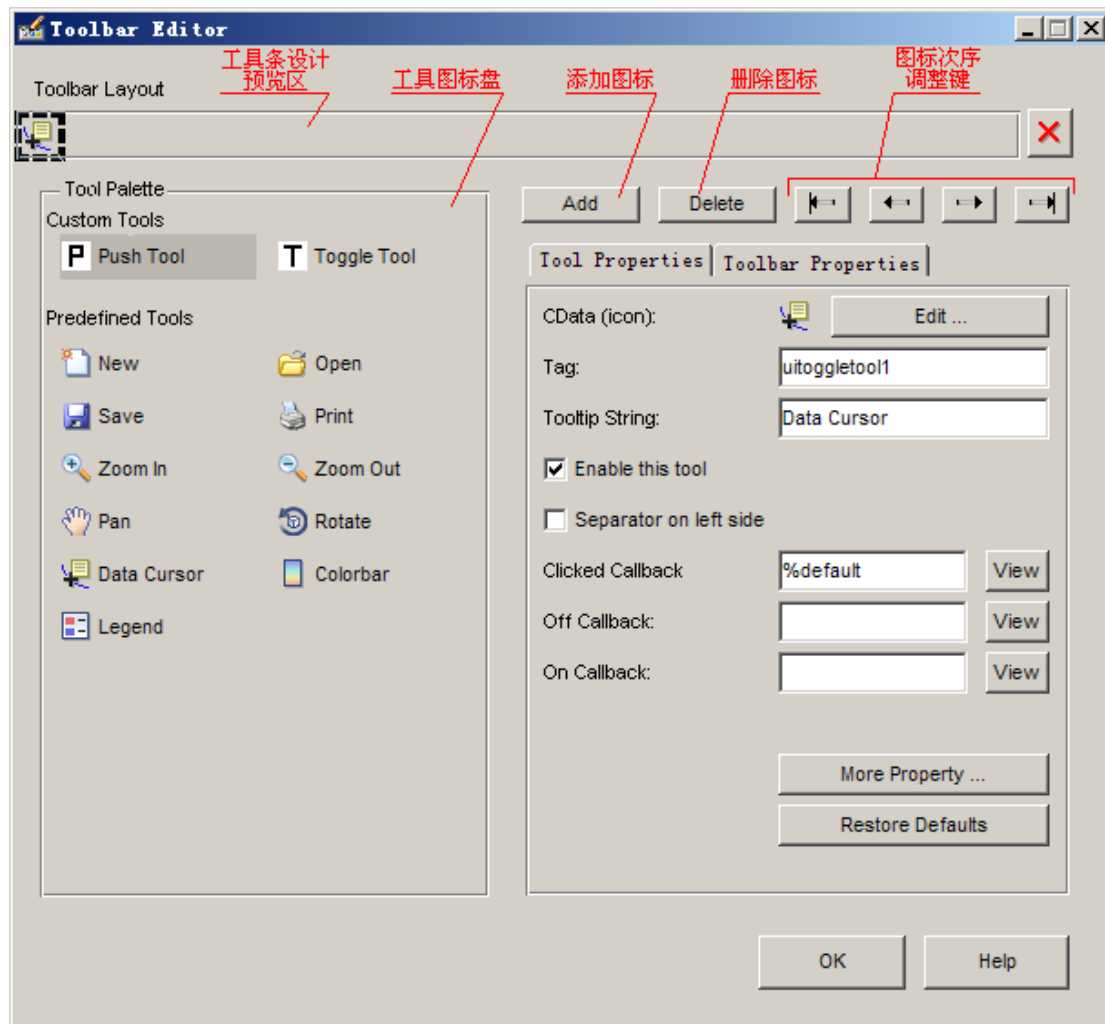 Toolbar Editor
工具条设计
预览区
工具图标盘
添加图标
删除图标
图标次序
调整键
Toolbar Layout
Tool Palette
Add
Delete
Custom Tools
P Push Tool
T Toggle Tool
Tool Properties
Toolbar Properties
Predefined Tools
New
Open
Save
Print
Zoom In
Zoom Out
Pan
Rotate
Data Cursor
Colorbar
Legend
CData (icon):
Edit ...
Tag:
uitoggletool1
Tooltip String:
Data Cursor
Enable this tool
Separator on left side
Clicked Callback
%default
View
Off Callback:
View
On Callback:
View
More Property ...
Restore Defaults
OK
Help